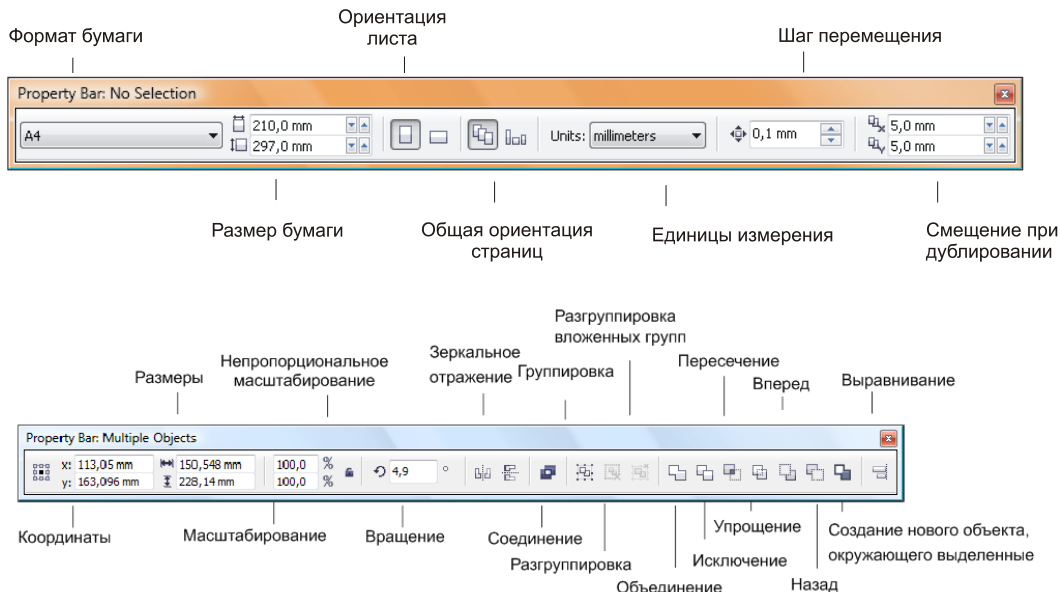 Ориентация
листа
Формат бумаги
Шаг перемещения
Property Bar: No Selection
A4
210,0 mm
297,0 mm
Units: millimeters
0,1 mm
5,0 mm
5,0 mm
Размер бумаги
Общая ориентация
страниц
Единицы измерения
Смещение при
дублировании
Разгруппировка
вложенных групп
Непропорциональное
масштабирование
Зеркальное
отражение
Группировка
Пересечение
Размеры
Вперед
Выравнивание
Property Bar: Multiple Objects
x: 113,05 mm 150,548 mm 100,0 %
y: 163,096 mm 228,14 mm 100,0 %
4,9 °
Координаты
Масштабирование
Вращение
Соединение
Разгруппировка
Объединение
Исключение
Упрощение
Назад
Создание нового объекта,
окружающего выделенные